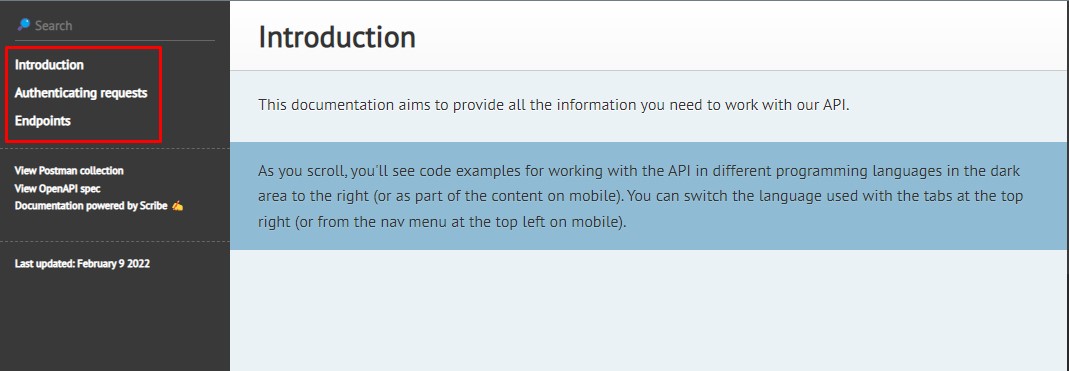 Search
Introduction
Authenticating requests
Endpoints
View Postman collection
View OpenAPI spec
Documentation powered by Scribe ✍
Last updated: February 9 2022
Introduction
This documentation aims to provide all the information you need to work with our API.
As you scroll, you'll see code examples for working with the API in different programming languages in the dark
area to the right (or as part of the content on mobile). You can switch the language used with the tabs at the top
right (or from the nav menu at the top left on mobile).